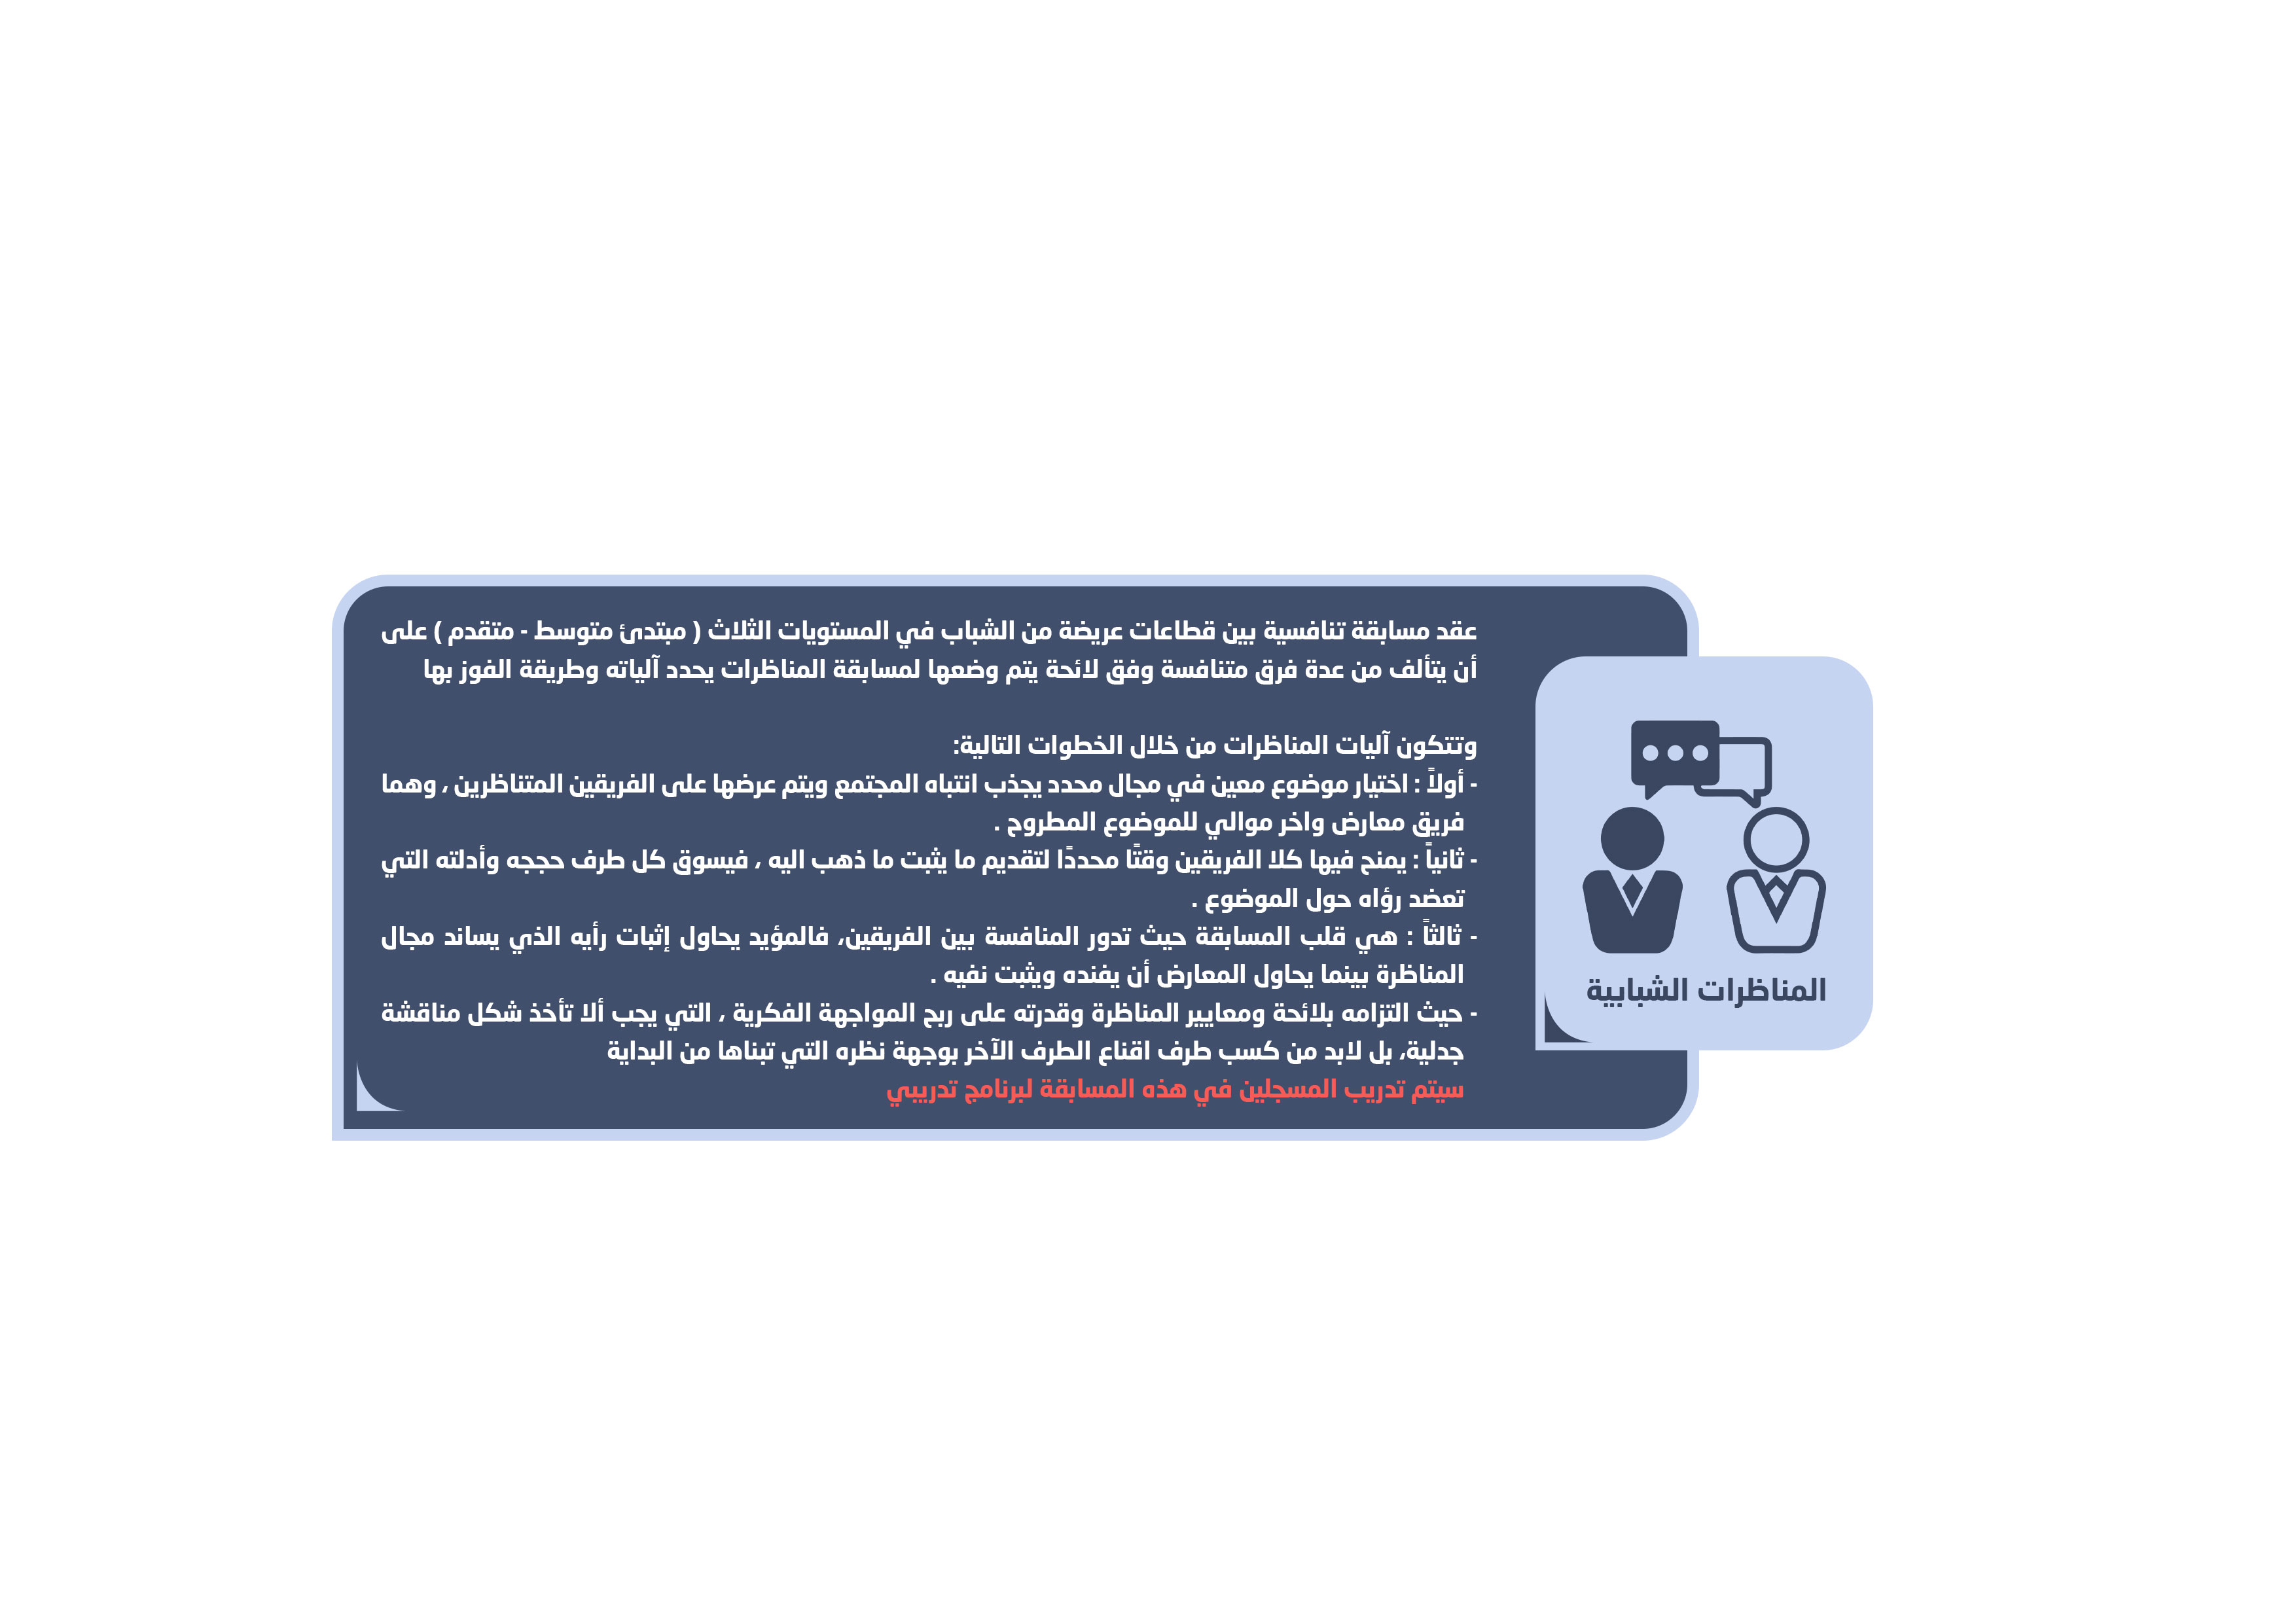 المناظرات الشبابية
عقد مسابقة تنافسية بين قطاعات عريضة من الشباب في المستويات الثلاث ( مبتدئ متوسط - متقدم ) على
أن يتألف من عدة فرق متنافسة وفق لائحة يتم وضعها لمسابقة المناظرات يحدد آلياته وطريقة الفوز بها
وتتكون آليات المناظرات من خلال الخطوات التالية:
- أولاً : اختيار موضوع معين في مجال محدد يجذب انتباه المجتمع ويتم عرضها على الفريقين المتناظرين ، وهما
فريق معارض واخر موالي للموضوع المطروح .
- ثانياً : يمنح فيها كلا الفريقين وقتًا محددًا لتقديم ما يثبت ما ذهب اليه ، فيسوق كل طرف حججه وأدلته التي
تعضد رؤاه حول الموضوع .
- ثالثاً : هي قلب المسابقة حيث تدور المنافسة بين الفريقين، فالمؤيد يحاول إثبات رأيه الذي يساند مجال
المناظرة بينما يحاول المعارض أن يفنده ويثبت نفيه .
- حيث التزامه بلائحة ومعايير المناظرة وقدرته على ربح المواجهة الفكرية ، التي يجب ألا تأخذ شكل مناقشة
جدلية، بل لابد من كسب طرف اقناع الطرف الآخر بوجهة نظره التي تبناها من البداية
سيتم تدريب المسجلين في هذه المسابقة لبرنامج تدريبي